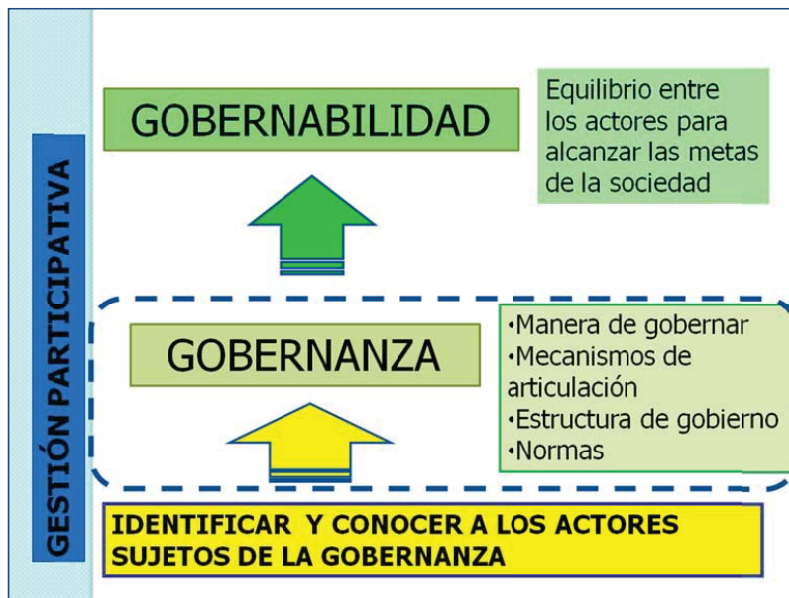 GESTIÓN PARTICIPATIVA
GOBERNABILIDAD
Equilibrio entre
los actores para
alcanzar las metas
de la sociedad
GOBERNANZA
•Manera de gobernar
•Mecanismos de
articulación
•Estructura de gobierno
•Normas
IDENTIFICAR Y CONOCER A LOS ACTORES
SUJETOS DE LA GOBERNANZA